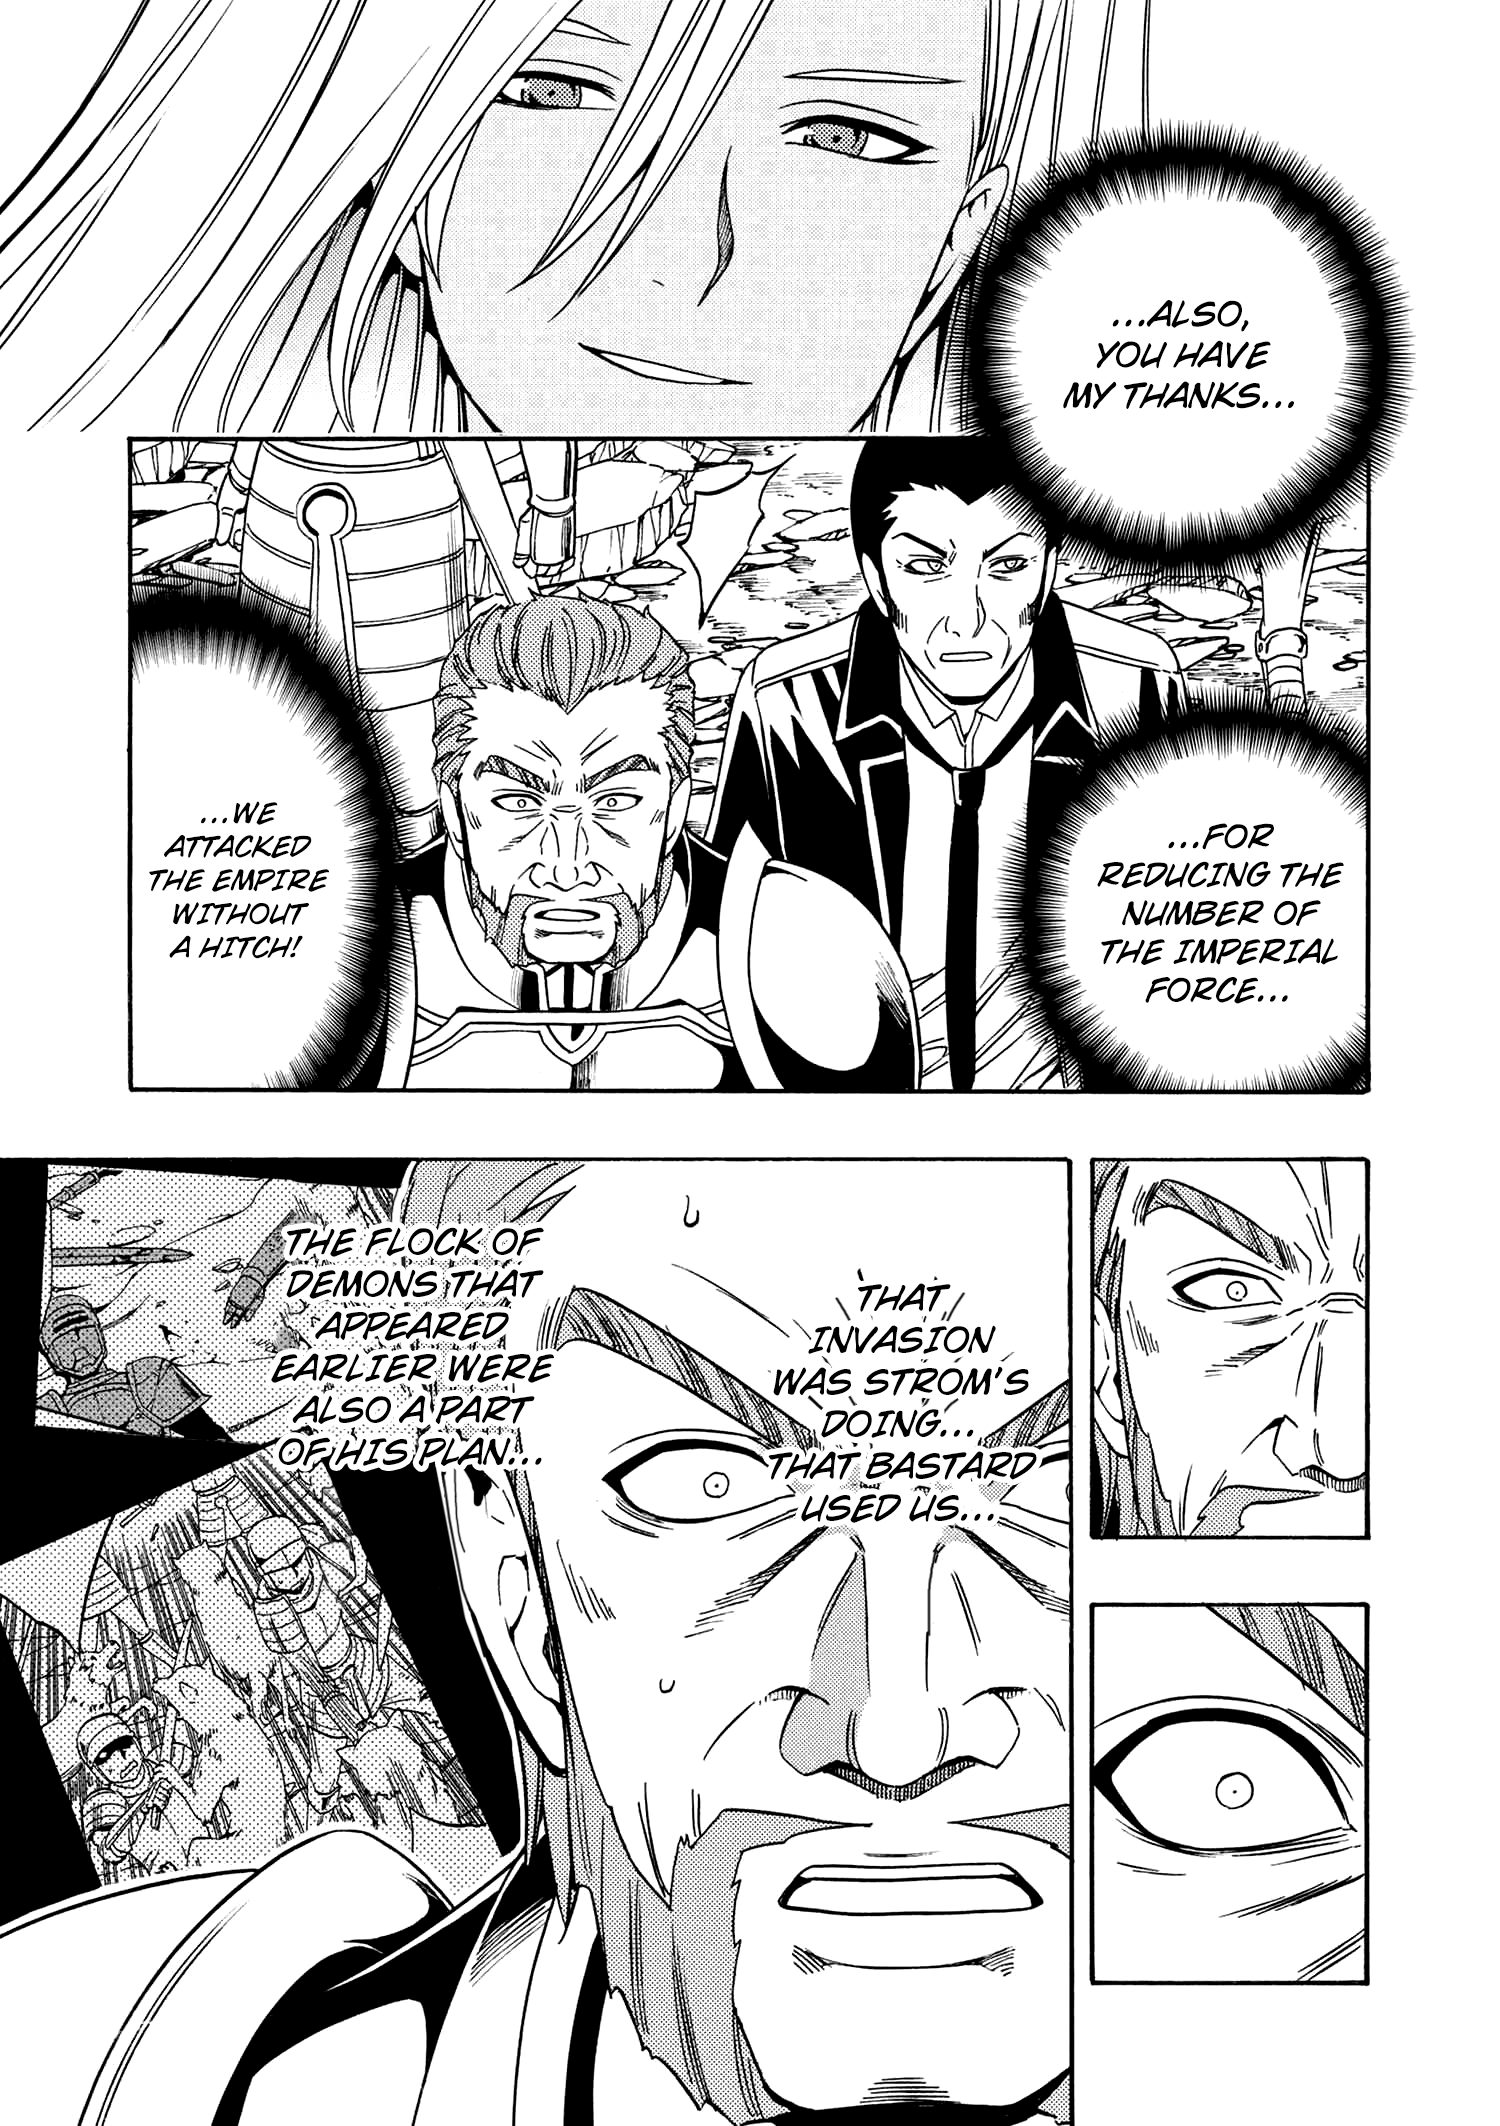 ...ALSO,
YOU HAVE
MY THANKS...
...FOR
REDUCING THE
NUMBER OF
THE IMPERIAL
FORCE...
...WE
ATTACKED
THE EMPIRE
WITHOUT
A HITCH!
THAT
INVASION
WAS STROM'S
DOING...
THAT BASTARD
USED US...
THE FLOCK OF
DEMONS THAT
APPEARED
EARLIER WERE
ALSO A PART
OF HIS PLAN...